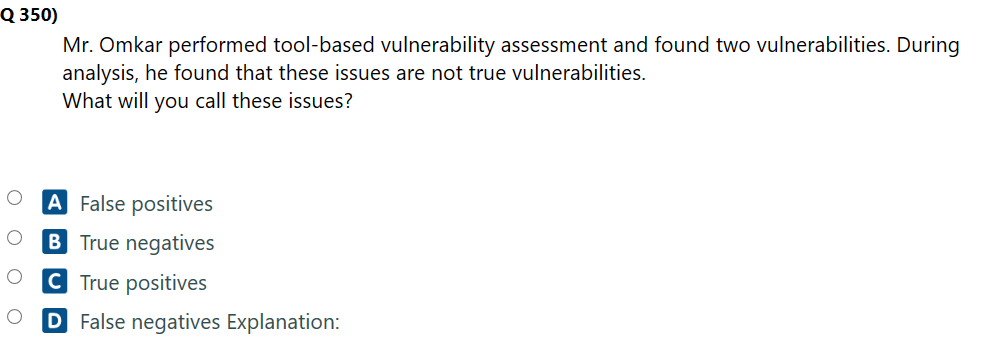 Q 350)
Mr. Omkar performed tool-based vulnerability assessment and found two vulnerabilities. During
analysis, he found that these issues are not true vulnerabilities.
What will you call these issues?
A False positives
B True negatives
C True positives
D False negatives Explanation: